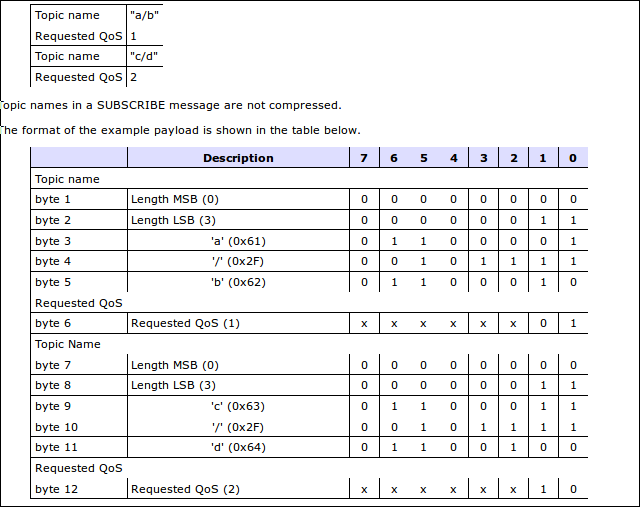 Topic name "a/b"
Requested QoS 1
Topic name "c/d"
Requested QoS 2
opic names in a SUBSCRIBE message are not compressed.
he format of the example payload is shown in the table below.
Description 7 6 5 4 3 2 1 0
Topic name
byte 1 Length MSB (0) 0 0 0 0 0 0 0 0
byte 2 Length LSB (3) 0 0 0 0 0 0 1 1
byte 3 'a' (0x61) 0 1 1 0 0 0 0 1
byte 4 '/' (0x2F) 0 0 1 0 1 1 1 1
byte 5 'b' (0x62) 0 1 1 0 0 0 1 0
Requested QoS
byte 6 Requested QoS (1) x x x x x x 0 1
Topic Name
byte 7 Length MSB (0) 0 0 0 0 0 0 0 0
byte 8 Length LSB (3) 0 0 0 0 0 0 1 1
byte 9 'c' (0x63) 0 1 1 0 0 0 1 1
byte 10 '/' (0x2F) 0 0 1 0 1 1 1 1
byte 11 'd' (0x64) 0 1 1 0 0 1 0 0
Requested QoS
byte 12 Requested QoS (2) x x x x x x 1 0